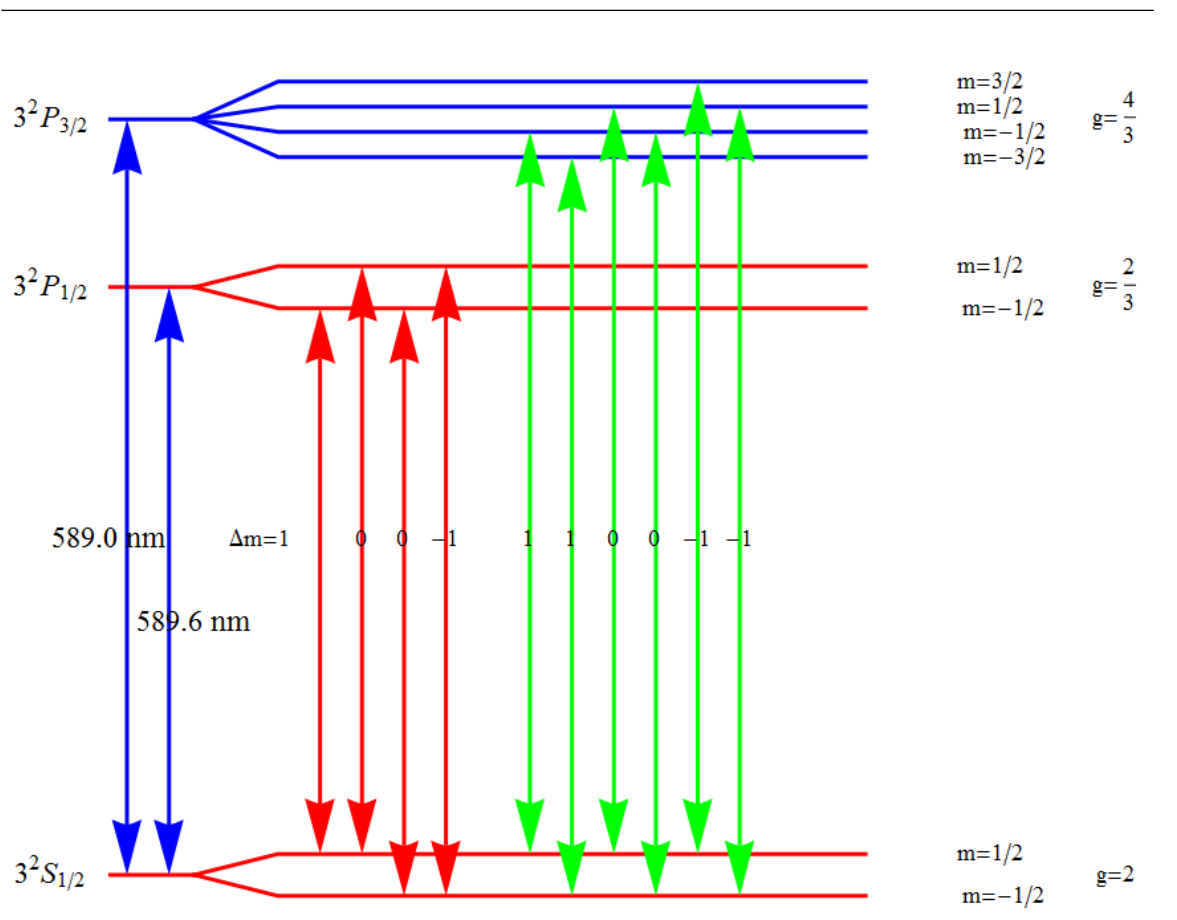 3²P₃/₂
m=3/2
m=1/2
m=−1/2
m=−3/2
g= 4/3
3²P₁/₂
m=1/2
m=−1/2
g= 2/3
589.0 nm
Δm=1 0 0 −1 1 1 0 0 −1 −1
589.6 nm
3²S₁/₂
m=1/2
m=−1/2
g=2